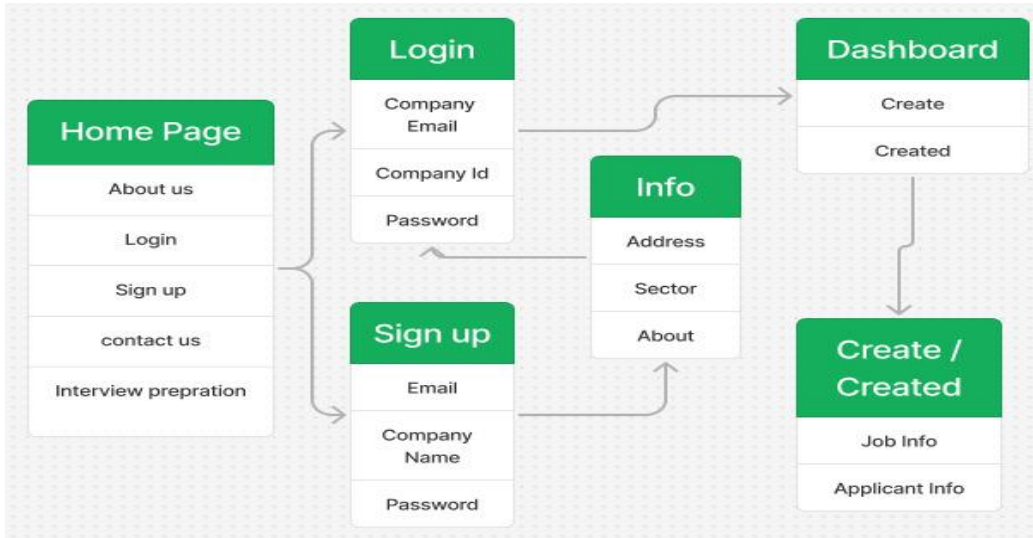 Home Page
About us
Login
Sign up
contact us
Interview prepration
Login
Company
Email
Company Id
Password
Sign up
Email
Company
Name
Password
Info
Address
Sector
About
Dashboard
Create
Created
Create /
Created
Job Info
Applicant Info